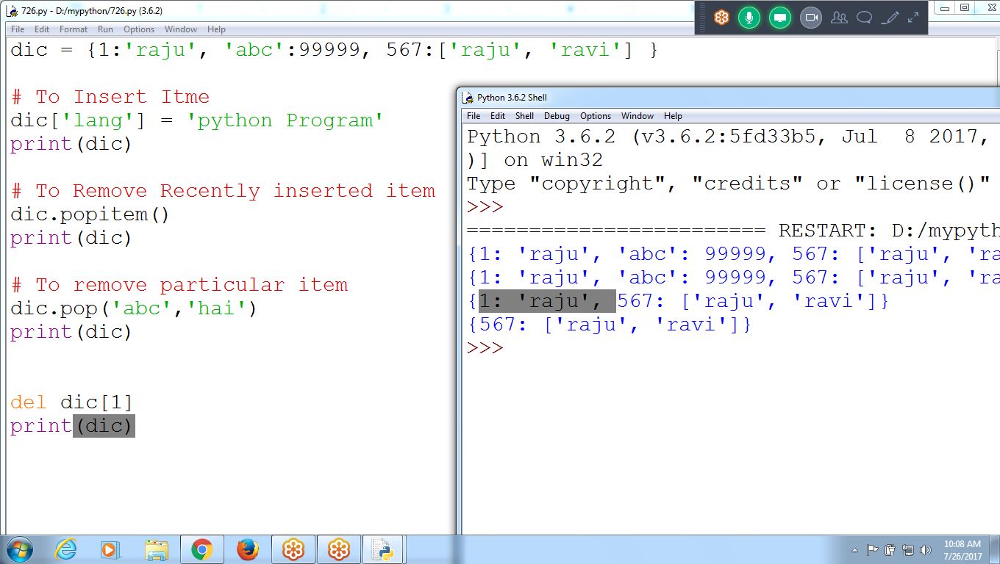 726.py - D:/mypython/726.py (3.6.2)
File Edit Format Run Options Window Help
dic = {1:'raju', 'abc':99999, 567:['raju', 'ravi'] }
# To Insert Itme
dic['lang'] = 'python Program'
print(dic)
# To Remove Recently inserted item
dic.popitem()
print(dic)
# To remove particular item
dic.pop('abc','hai')
print(dic)
del dic[1]
print(dic)
Python 3.6.2 Shell
File Edit Shell Debug Options Window Help
Python 3.6.2 (v3.6.2:5fd33b5, Jul  8 2017,
)] on win32
Type "copyright", "credits" or "license()"
>>>
======================== RESTART: D:/mypyth
{1: 'raju', 'abc': 99999, 567: ['raju', 'ra
{1: 'raju', 'abc': 99999, 567: ['raju', 'ra
{1: 'raju', 567: ['raju', 'ravi']}
{567: ['raju', 'ravi']}
>>>
10:08 AM
7/26/2017